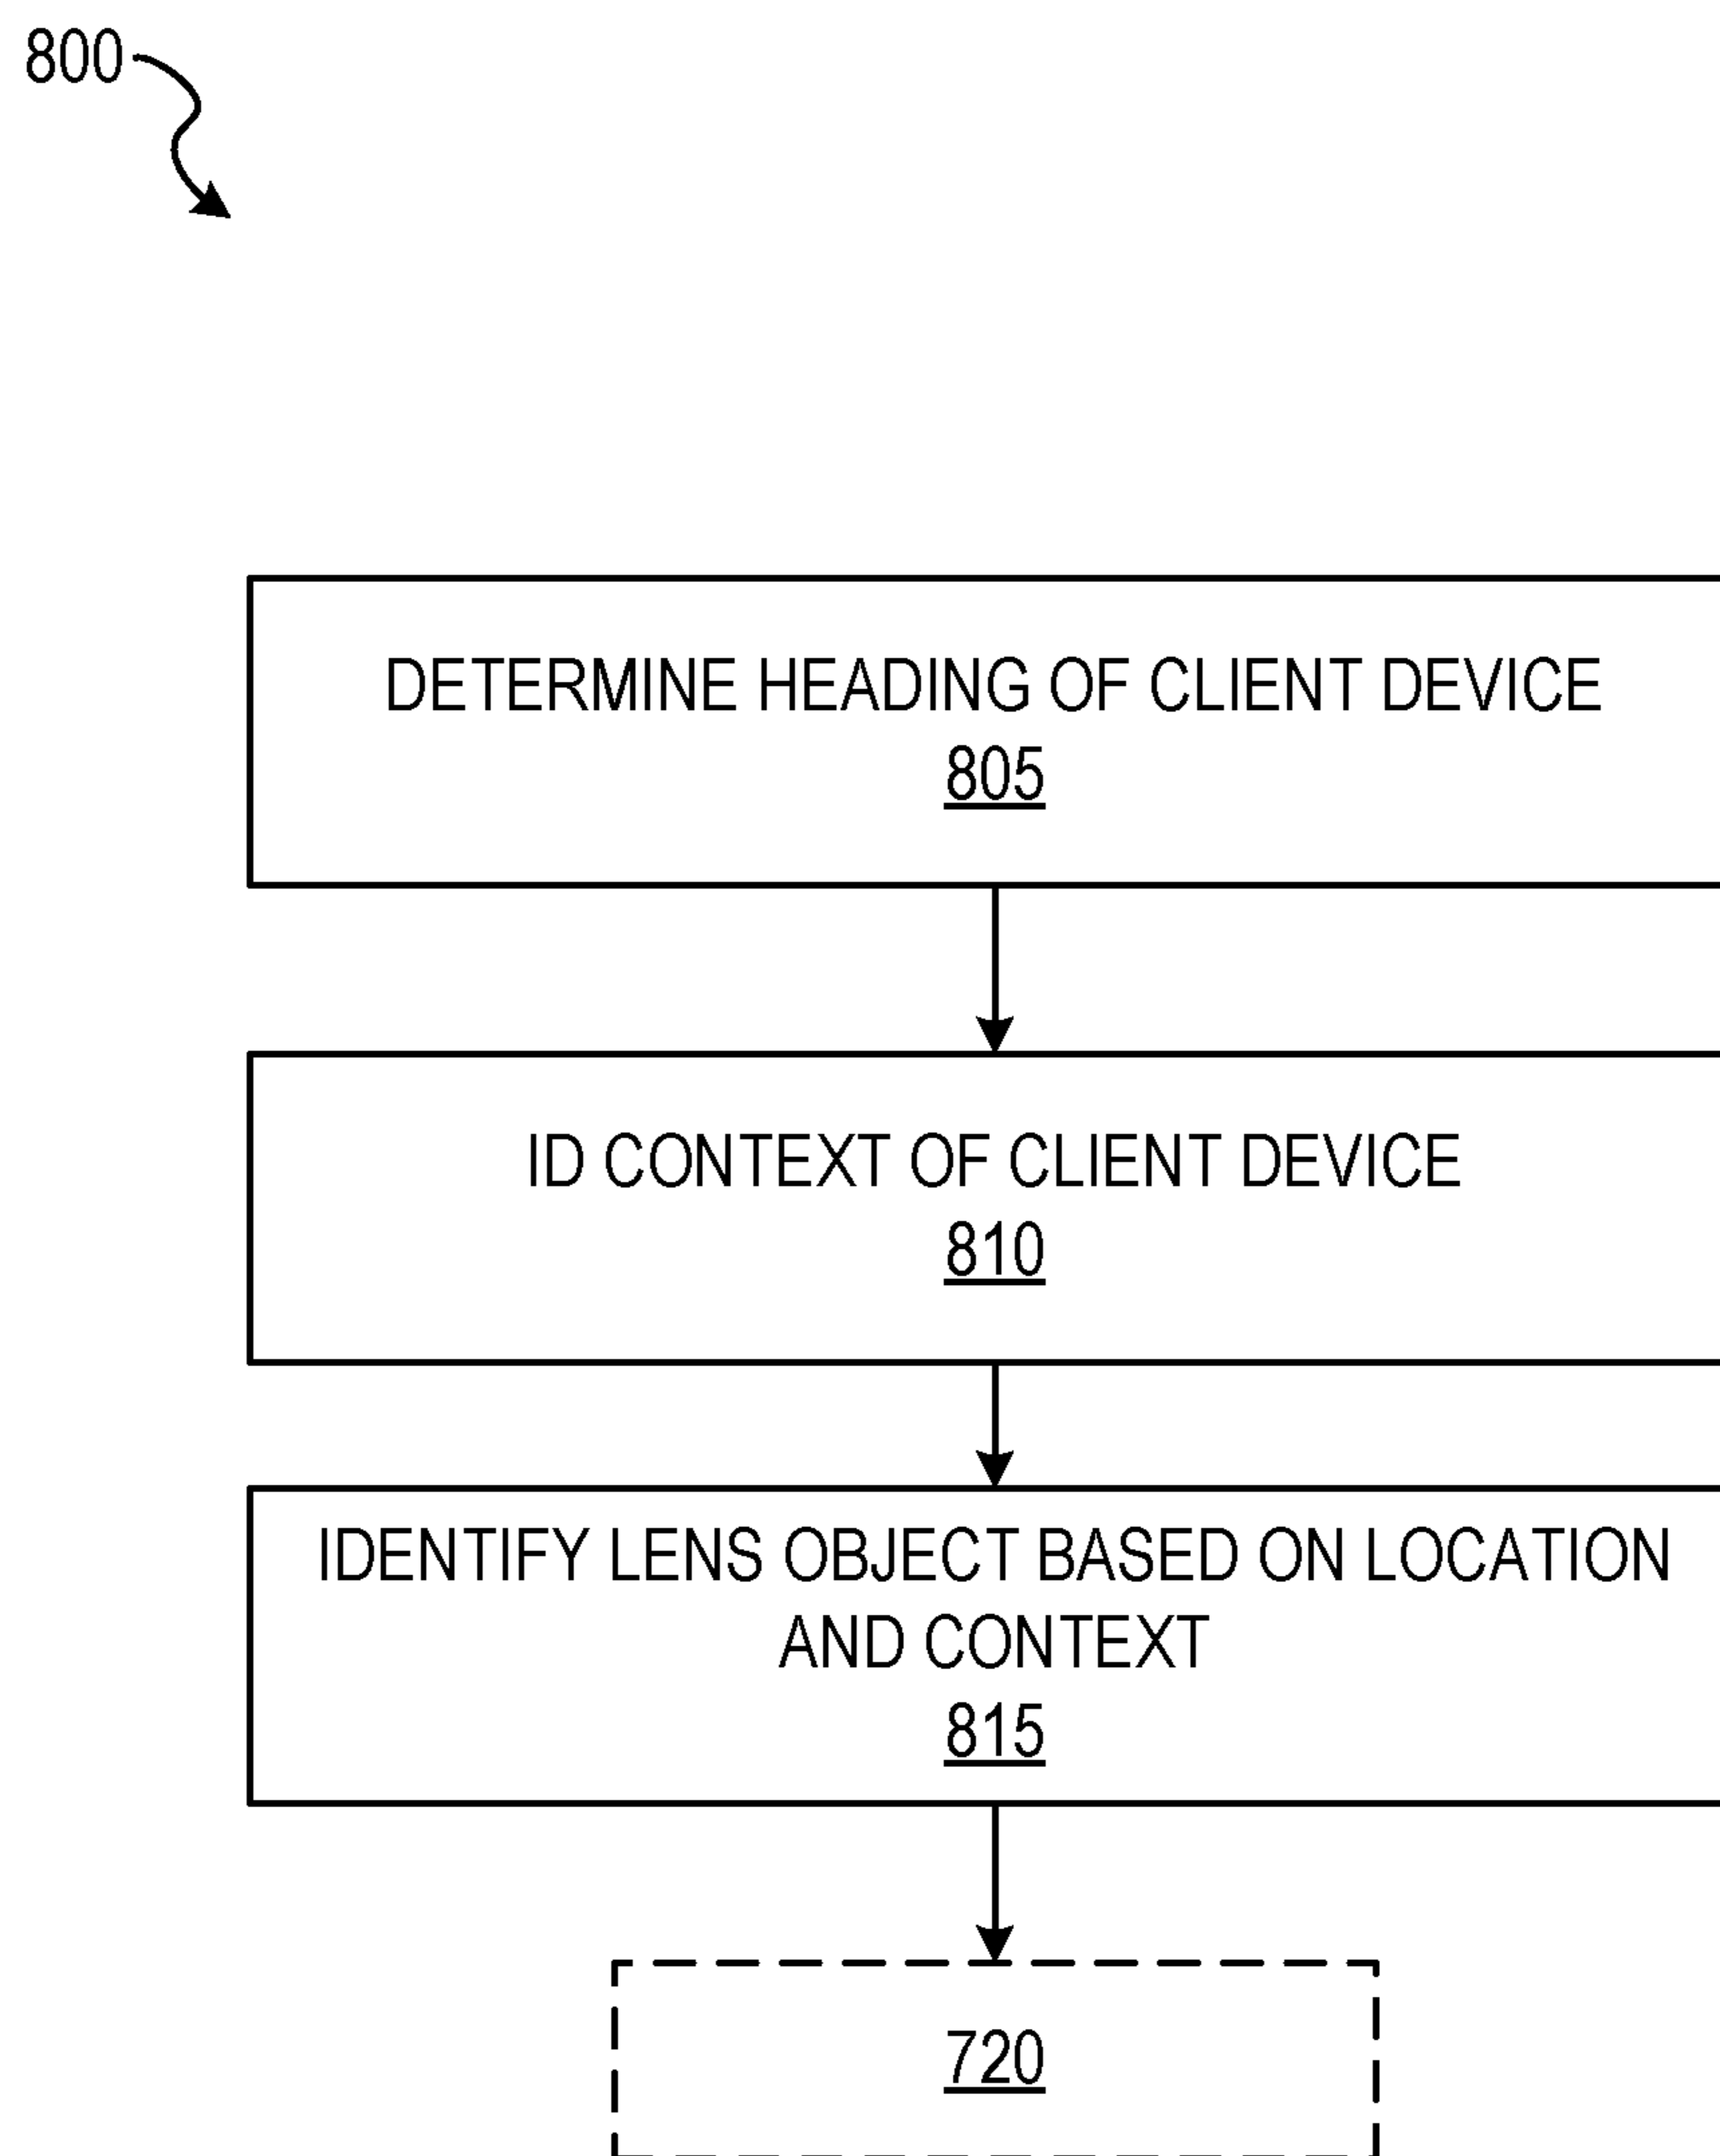 800
DETERMINE HEADING OF CLIENT DEVICE
805
ID CONTEXT OF CLIENT DEVICE
810
IDENTIFY LENS OBJECT BASED ON LOCATION
AND CONTEXT
815
720